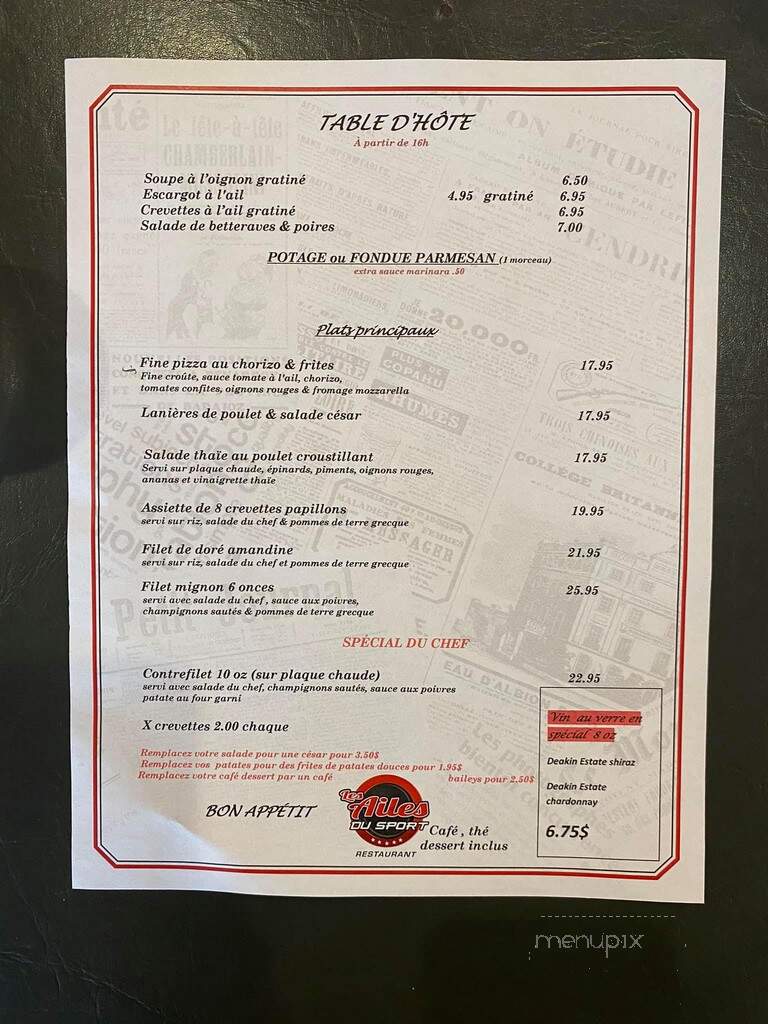 TABLE D'HÔTE
À partir de 16h
Soupe à l'oignon gratiné 6.50
Escargot à l'ail 4.95 gratiné 6.95
Crevettes à l'ail gratiné 6.95
Salade de betteraves & poires 7.00
POTAGE ou FONDUE PARMESAN (1 morceau)
extra sauce marinara .50
Plats principaux
Fine pizza au chorizo & frites 17.95
Fine croûte, sauce tomate à l'ail, chorizo,
tomates confites, oignons rouges & fromage mozzarella
Lanières de poulet & salade césar 17.95
Salade thaïe au poulet croustillant 17.95
Servi sur plaque chaude, épinards, piments, oignons rouges,
ananas et vinaigrette thaïe
Assiette de 8 crevettes papillons 19.95
servi sur riz, salade du chef & pommes de terre grecque
Filet de doré amandine 21.95
servi sur riz, salade du chef et pommes de terre grecque
Filet mignon 6 onces 25.95
servi avec salade du chef , sauce aux poivres,
champignons sautés & pommes de terre grecque
SPÉCIAL DU CHEF
Contrefilet 10 oz (sur plaque chaude) 22.95
servi avec salade du chef, champignons sautés, sauce aux poivres
patate au four garni
X crevettes 2.00 chaque
Remplacez votre salade pour une césar pour 3.50$
Remplacez vos patates pour des frites de patates douces pour 1.95$
Remplacez votre café dessert par un café baileys pour 2.50$
Vin au verre en
spécial 8 oz
Deakin Estate shiraz
Deakin Estate
chardonnay
6.75$
BON APPÉTIT
Les
Ailes
DU SPORT
RESTAURANT
Café , thé
dessert inclus
menupix